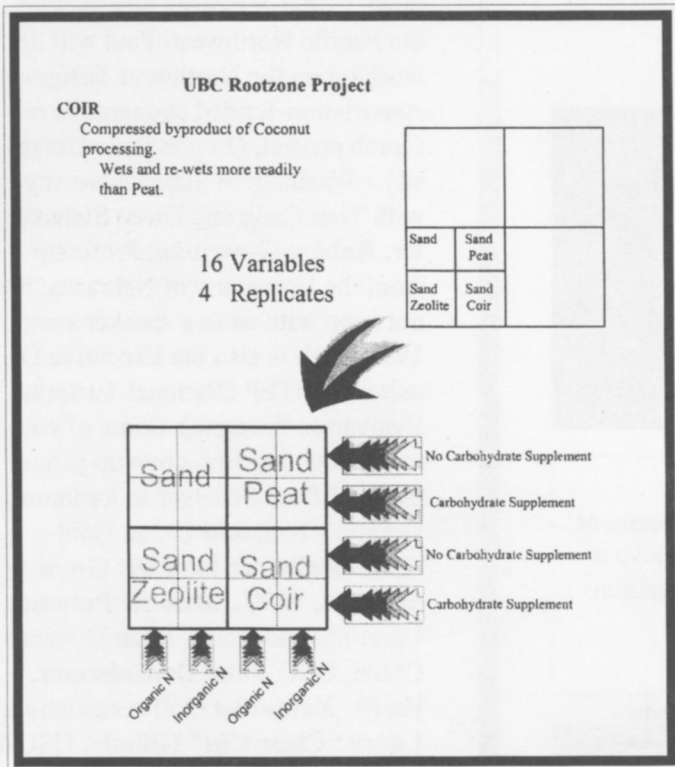 UBC Rootzone Project
COIR
Compressed byproduct of Coconut
processing.
Wets and re-wets more readily
than Peat.
Sand
Sand
Peat
Sand
Zeolite
Sand
Coir
16 Variables
4 Replicates
Sand
Sand
Peat
Sand
Zeolite
Sand
Coir
No Carbohydrate Supplement
Carbohydrate Supplement
No Carbohydrate Supplement
Carbohydrate Supplement
Organic N
Inorganic N
Organic N
Inorganic N